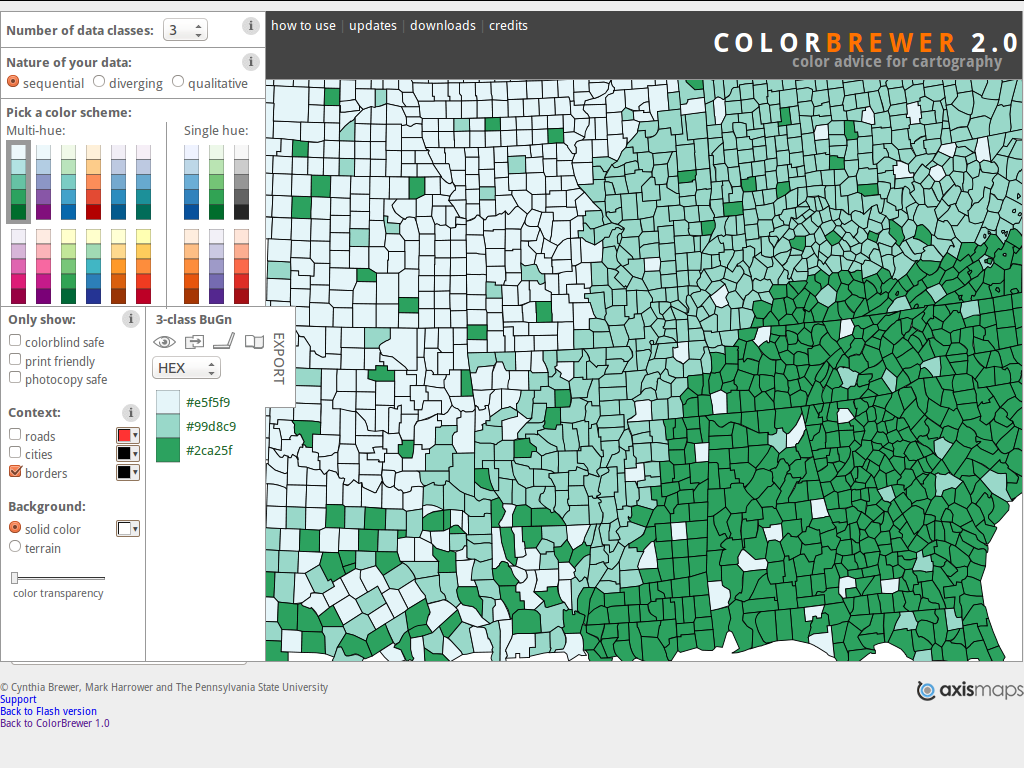 Number of data classes: 3 i
how to use | updates | downloads | credits
COLORBREWER 2.0
color advice for cartography
Nature of your data: i
sequential diverging qualitative
Pick a color scheme:
Multi-hue: Single hue:
Only show: i
colorblind safe
print friendly
photocopy safe
Context: i
roads
cities
borders
Background:
solid color
terrain
color transparency
3-class BuGn
HEX
EXPORT
#e5f5f9
#99d8c9
#2ca25f
© Cynthia Brewer, Mark Harrower and The Pennsylvania State University
Support
Back to Flash version
Back to ColorBrewer 1.0
axismaps